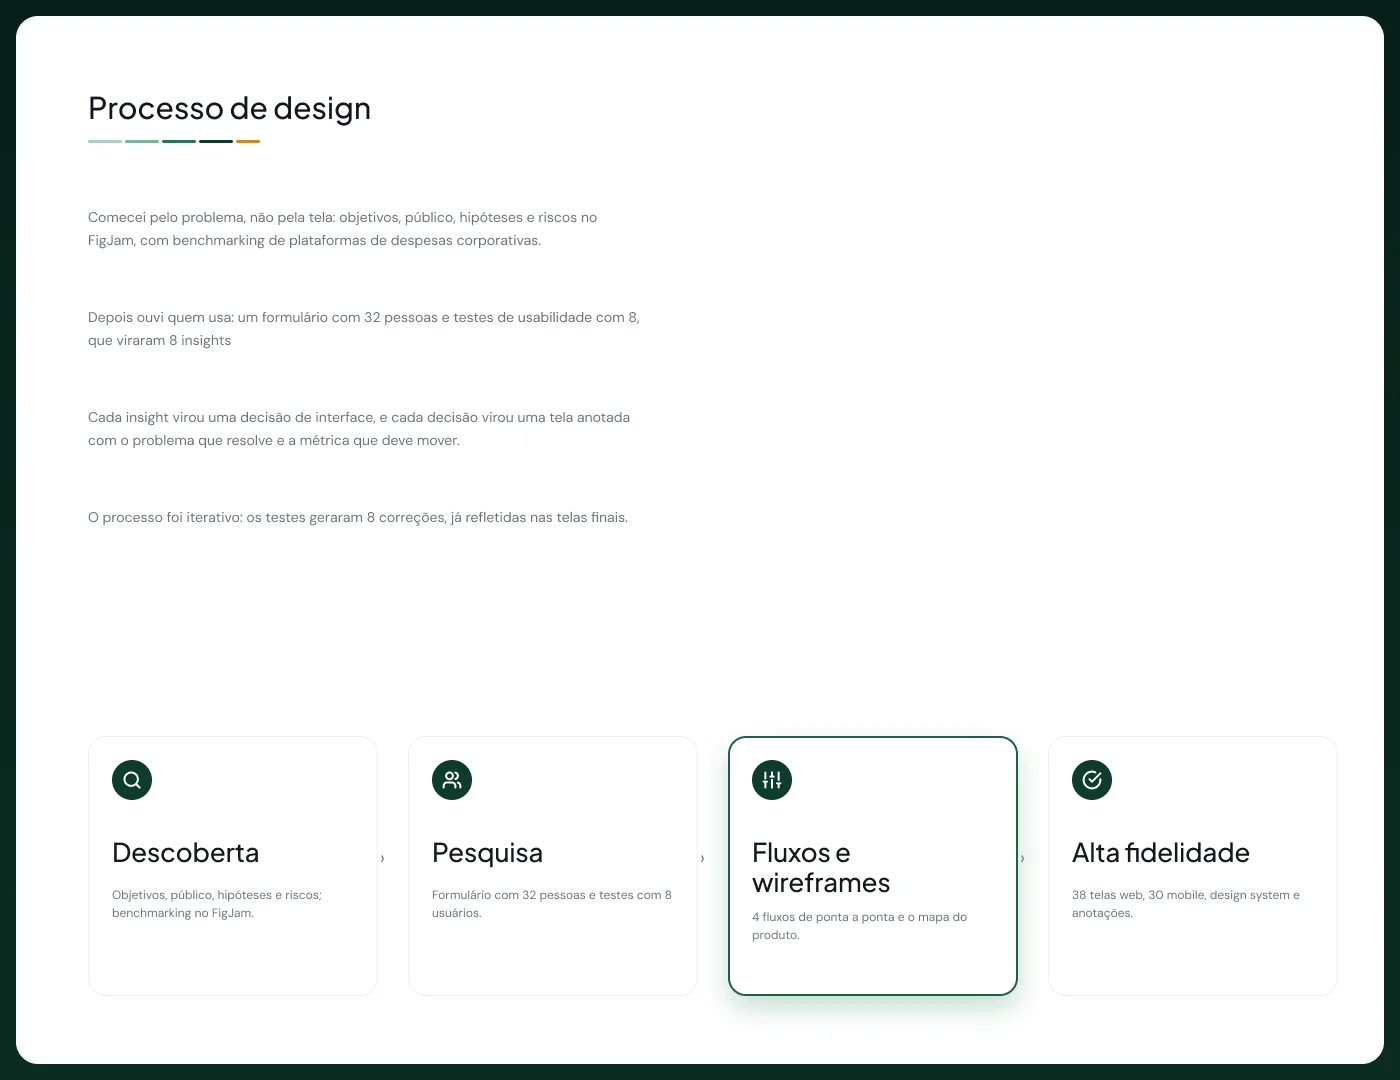 Processo de design
Comecei pelo problema, não pela tela: objetivos, público, hipóteses e riscos no
FigJam, com benchmarking de plataformas de despesas corporativas.
Depois ouvi quem usa: um formulário com 32 pessoas e testes de usabilidade com 8,
que viraram 8 insights
Cada insight virou uma decisão de interface, e cada decisão virou uma tela anotada
com o problema que resolve e a métrica que deve mover.
O processo foi iterativo: os testes geraram 8 correções, já refletidas nas telas finais.
Descoberta
Objetivos, público, hipóteses e riscos;
benchmarking no FigJam.
›
Pesquisa
Formulário com 32 pessoas e testes com 8
usuários.
›
Fluxos e
wireframes
4 fluxos de ponta a ponta e o mapa do
produto.
›
Alta fidelidade
38 telas web, 30 mobile, design system e
anotações.